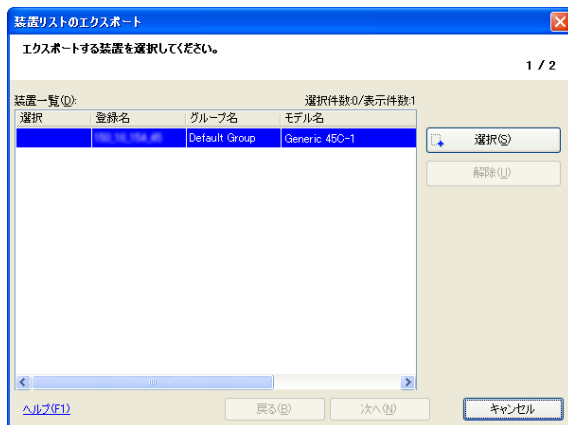 装置リストのエクスポート
エクスポートする装置を選択してください。
1 / 2
装置一覧(D):
選択件数:0/表示件数:1
選択 登録名 グループ名 モデル名
Default Group Generic 45C-1
選択(S)
解除(U)
ヘルプ(F1)
戻る(B)
次へ(N)
キャンセル